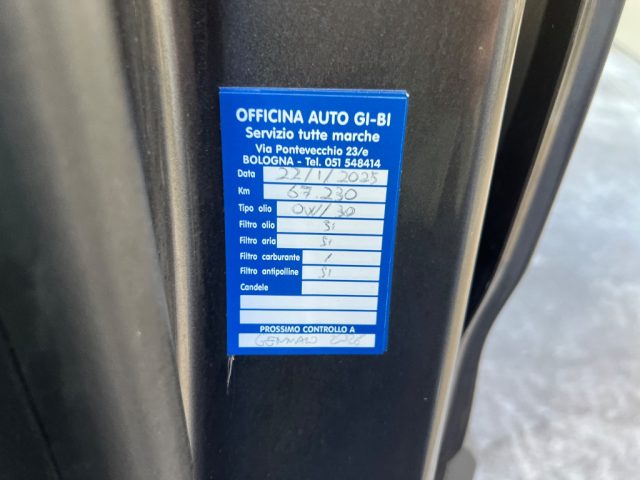 OFFICINA AUTO GI-BI
Servizio tutte marche
Via Pontevecchio 23/e
BOLOGNA - Tel. 051 548414
Data 22/1/2025
Km 67.230
Tipo olio 0W//30
Filtro olio Si
Filtro aria Si
Filtro carburante /
Filtro antipolline Si
Candele
PROSSIMO CONTROLLO A
GENNAIO 2026